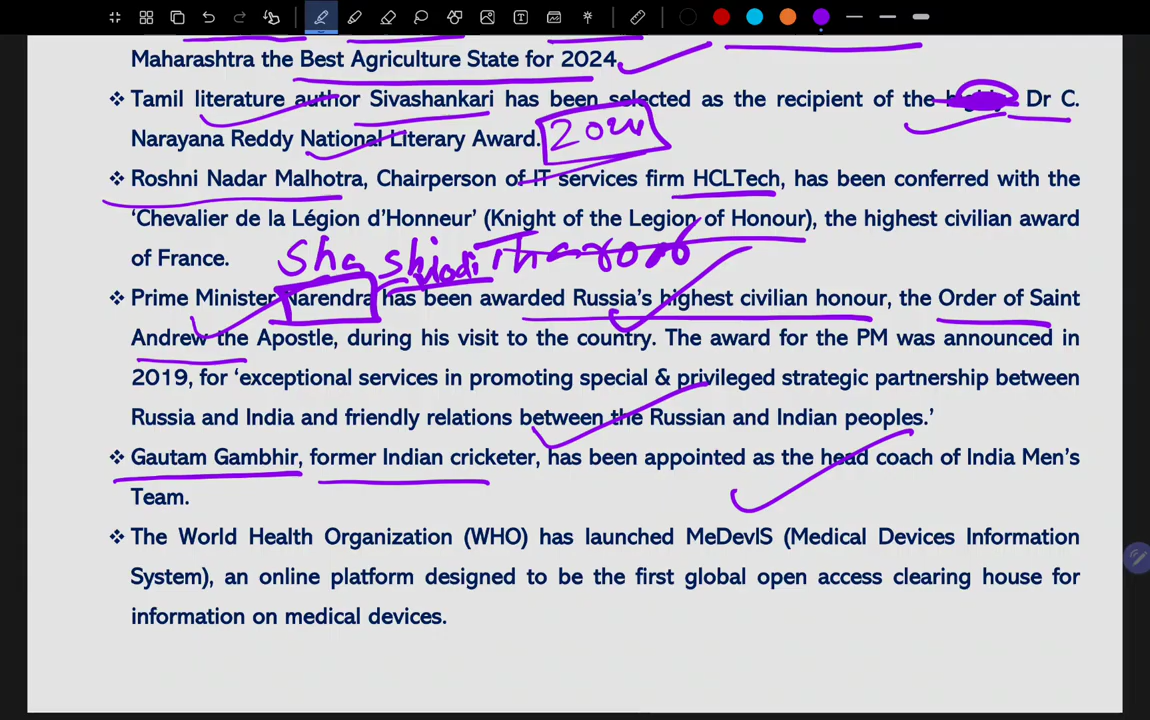 Maharashtra the Best Agriculture State for 2024.
❖ Tamil literature author Sivashankari has been selected as the recipient of the Dr C.
Narayana Reddy National Literary Award. 2024
❖ Roshni Nadar Malhotra, Chairperson of IT services firm HCLTech, has been conferred with the
‘Chevalier de la Légion d’Honneur’ (Knight of the Legion of Honour), the highest civilian award
of France.
❖ Prime Minister Narendra has been awarded Russia’s highest civilian honour, the Order of Saint
Andrew the Apostle, during his visit to the country. The award for the PM was announced in
2019, for ‘exceptional services in promoting special & privileged strategic partnership between
Russia and India and friendly relations between the Russian and Indian peoples.’
❖ Gautam Gambhir, former Indian cricketer, has been appointed as the head coach of India Men’s
Team.
❖ The World Health Organization (WHO) has launched MeDevIS (Medical Devices Information
System), an online platform designed to be the first global open access clearing house for
information on medical devices.